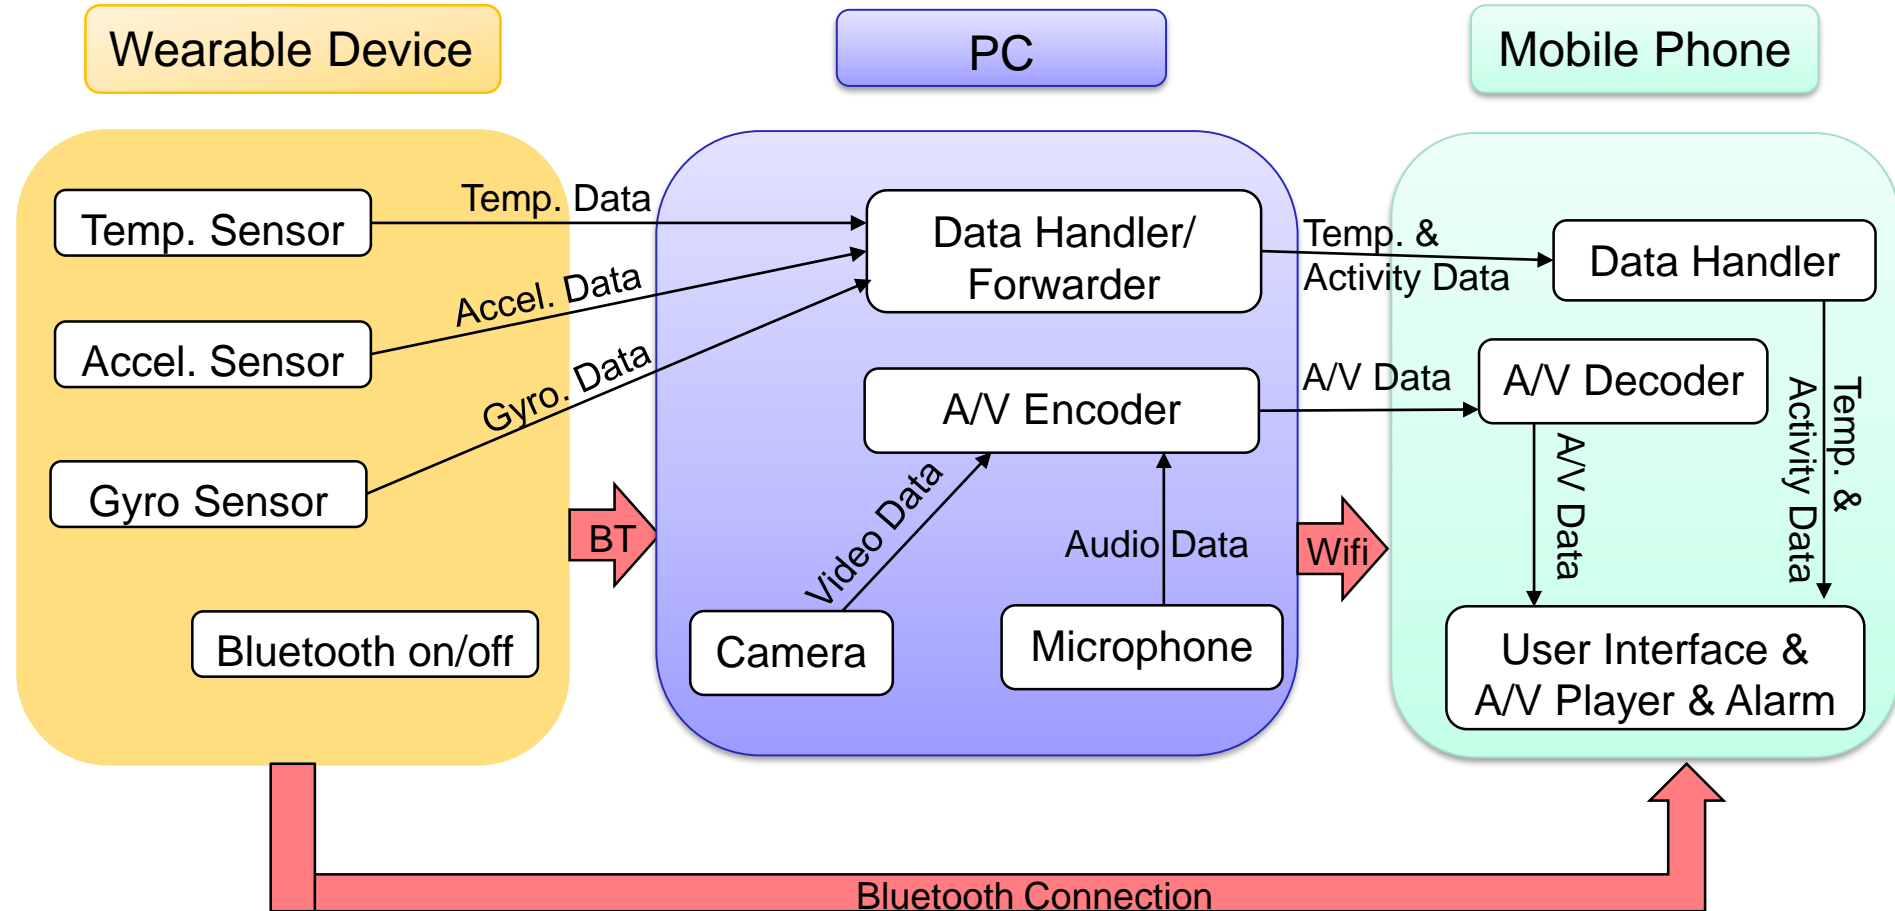 Wearable Device
PC
Mobile Phone
Temp. Sensor
Accel. Sensor
Gyro Sensor
Bluetooth on/off
Temp. Data
Accel. Data
Gyro. Data
BT
Data Handler/
Forwarder
A/V Encoder
Video Data
Audio Data
Camera
Microphone
Temp. &
Activity Data
A/V Data
Wifi
Data Handler
A/V Decoder
A/V Data
Temp. &
Activity Data
User Interface &
A/V Player & Alarm
Bluetooth Connection